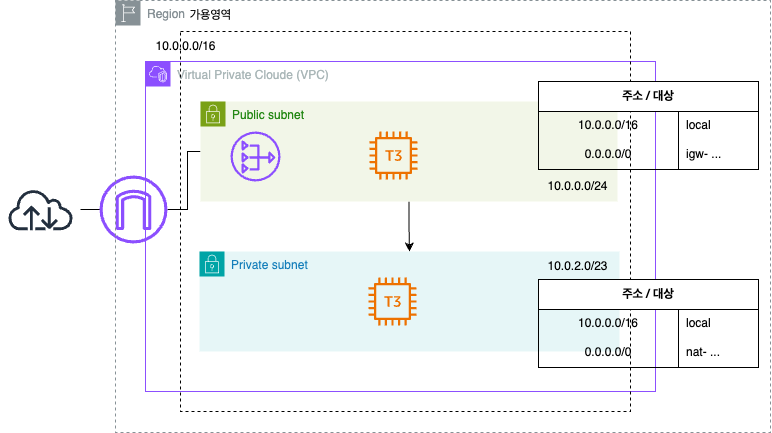 Region 가용영역
10.0.0.0/16
Virtual Private Cloude (VPC)
Public subnet
주소 / 대상
10.0.0.0/16 local
0.0.0.0/0 igw- ...
T3
10.0.0.0/24
Private subnet
10.0.2.0/23
주소 / 대상
10.0.0.0/16 local
0.0.0.0/0 nat- ...
T3